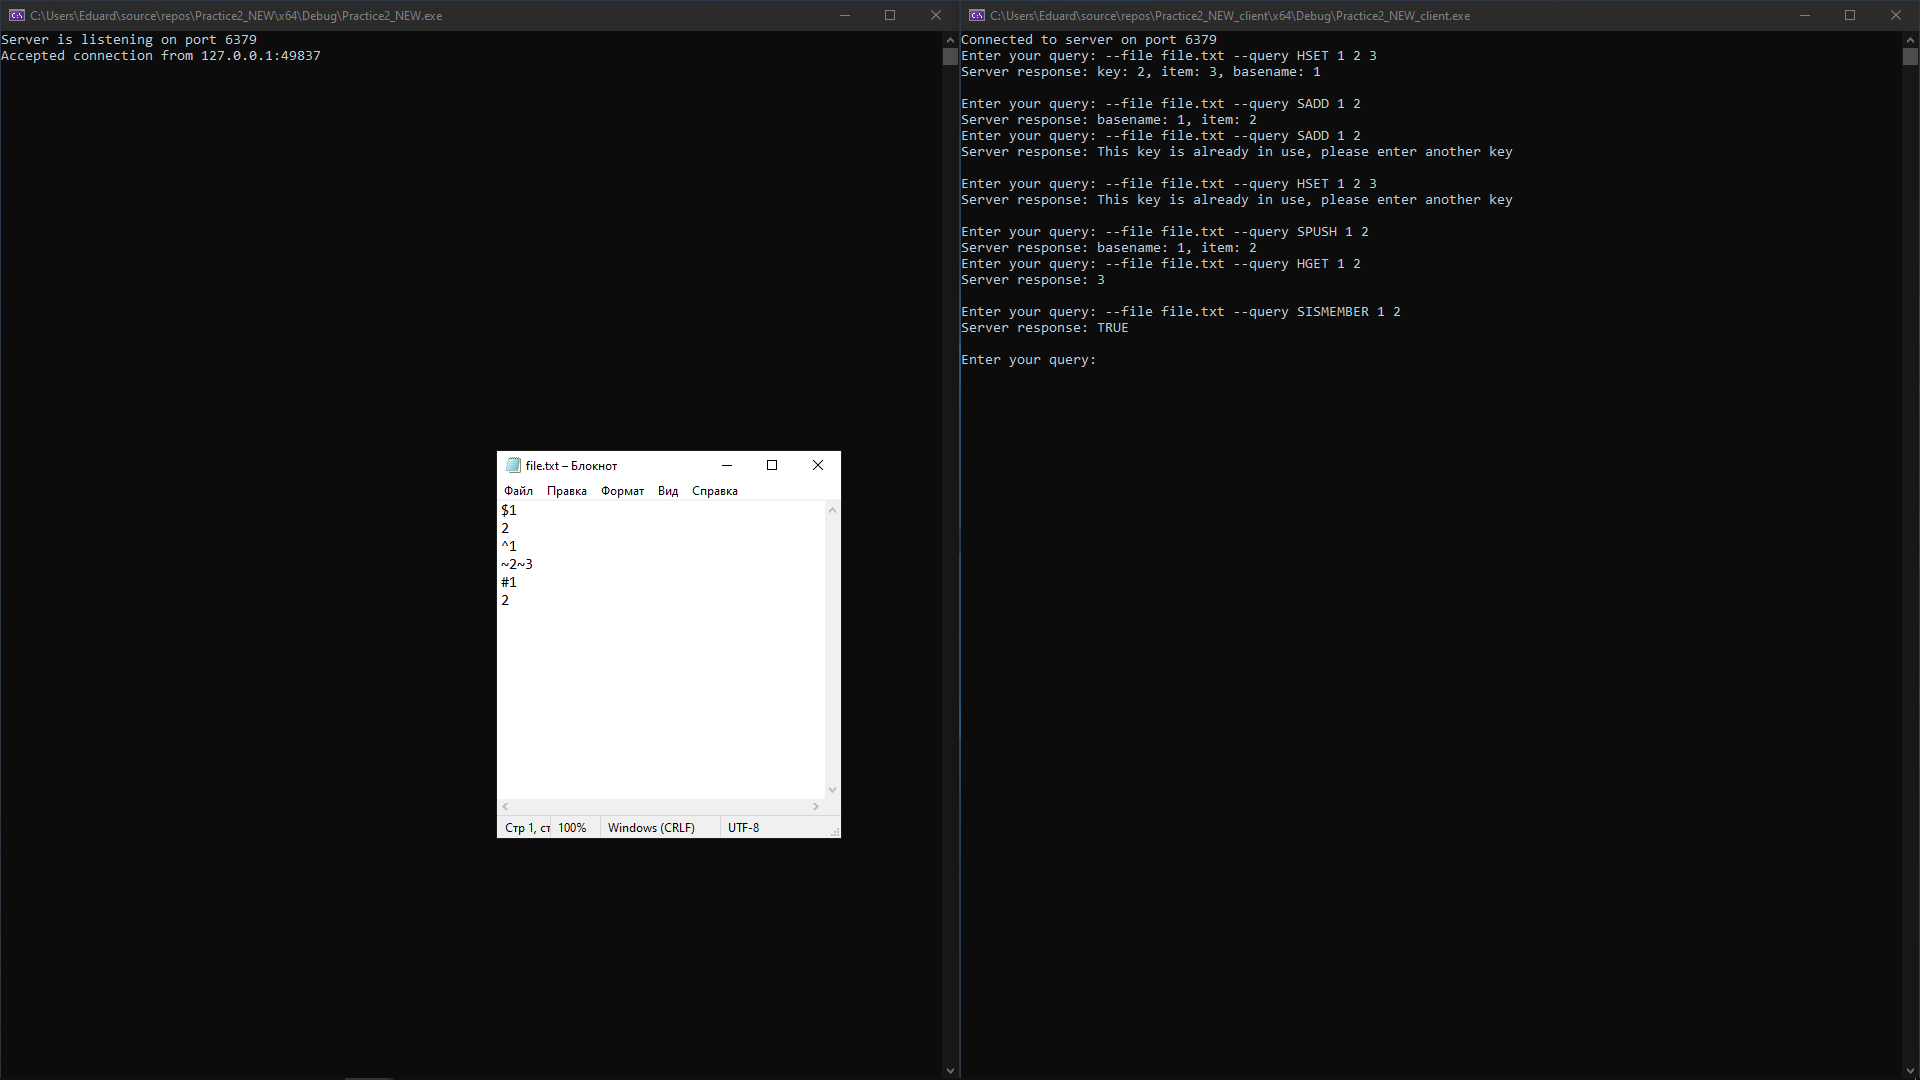 C:\Users\Eduard\source\repos\Practice2_NEW\x64\Debug\Practice2_NEW.exe
Server is listening on port 6379
Accepted connection from 127.0.0.1:49837
C:\Users\Eduard\source\repos\Practice2_NEW_client\x64\Debug\Practice2_NEW_client.exe
Connected to server on port 6379
Enter your query: --file file.txt --query HSET 1 2 3
Server response: key: 2, item: 3, basename: 1
Enter your query: --file file.txt --query SADD 1 2
Server response: basename: 1, item: 2
Enter your query: --file file.txt --query SADD 1 2
Server response: This key is already in use, please enter another key
Enter your query: --file file.txt --query HSET 1 2 3
Server response: This key is already in use, please enter another key
Enter your query: --file file.txt --query SPUSH 1 2
Server response: basename: 1, item: 2
Enter your query: --file file.txt --query HGET 1 2
Server response: 3
Enter your query: --file file.txt --query SISMEMBER 1 2
Server response: TRUE
Enter your query:
file.txt – Блокнот
Файл Правка Формат Вид Справка
$1
2
^1
~2~3
#1
2
Стр 1, ст 100% Windows (CRLF) UTF-8